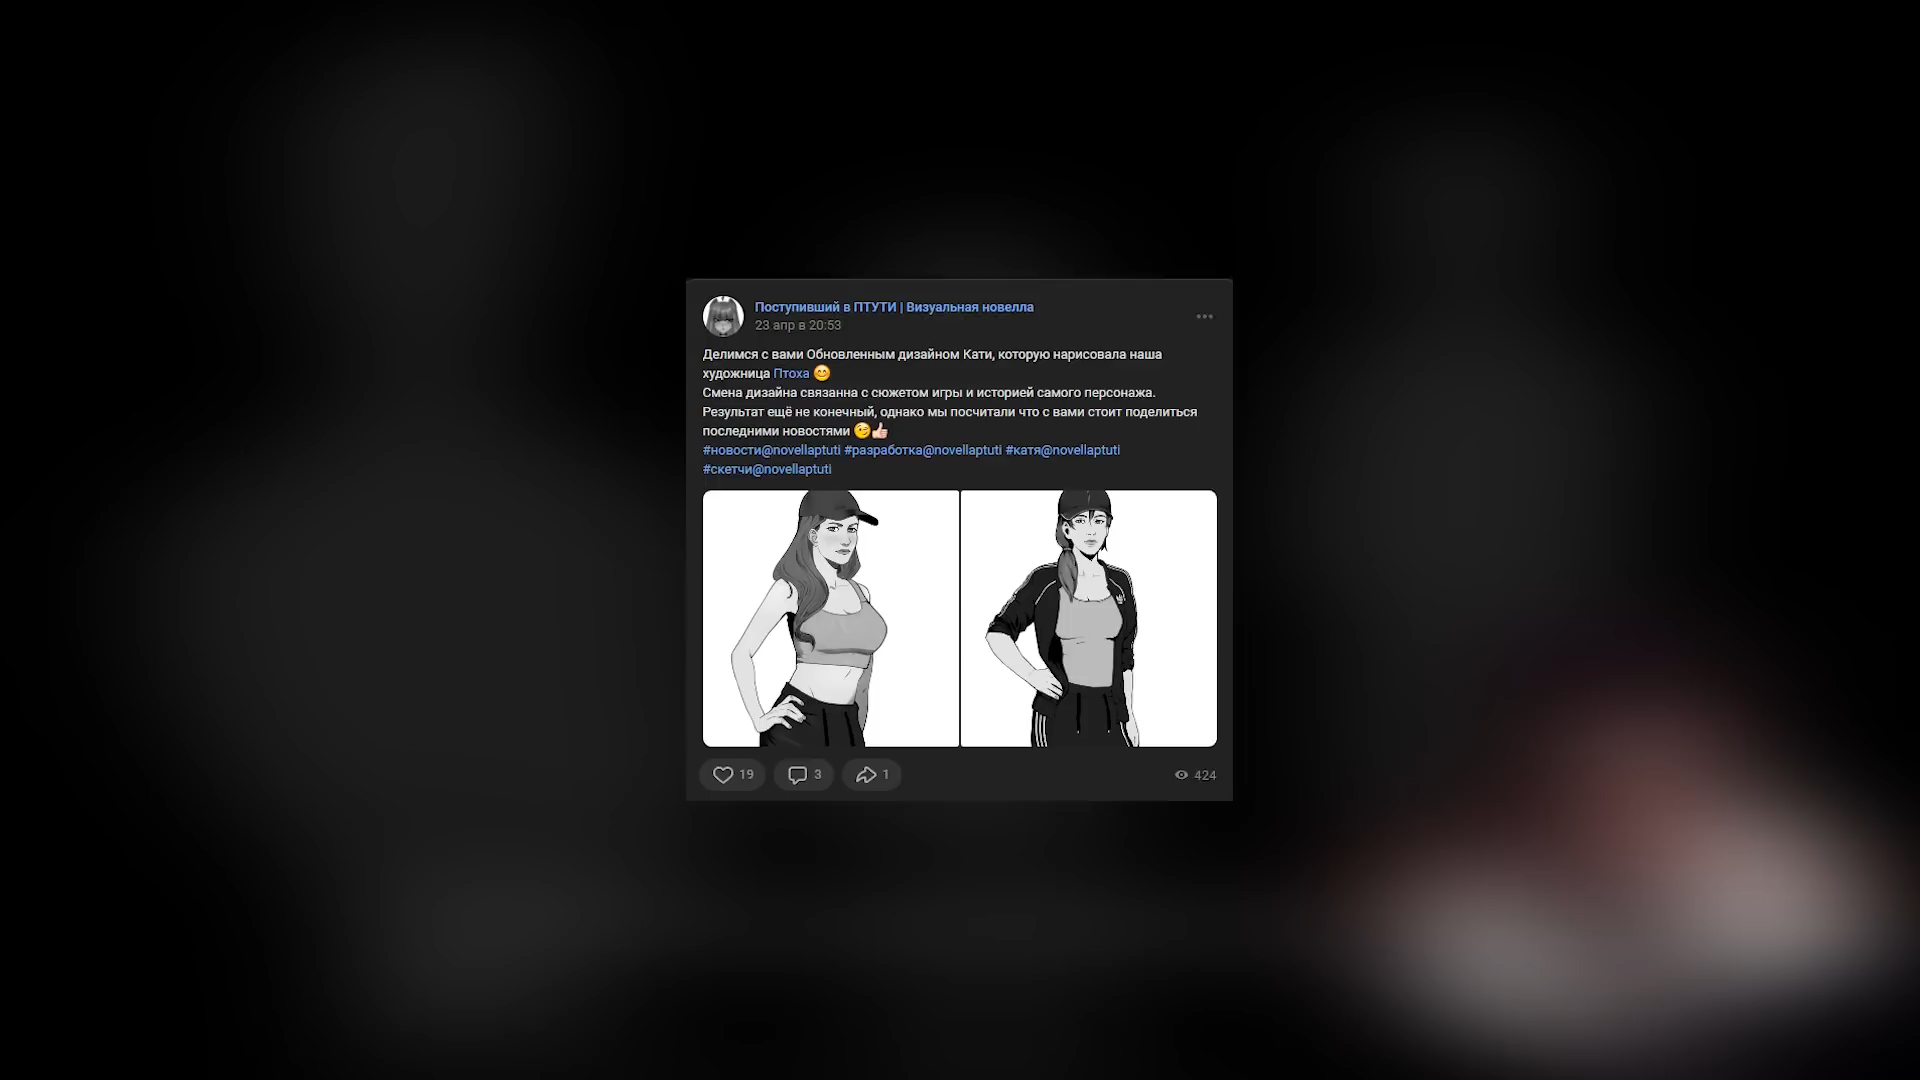 Поступивший в ПТУТИ | Визуальная новелла
23 апр в 20:53
Делимся с вами Обновленным дизайном Кати, которую нарисовала наша
художница Птоха 😊
Смена дизайна связанна с сюжетом игры и историей самого персонажа.
Результат ещё не конечный, однако мы посчитали что с вами стоит поделиться
последними новостями 😉👍🏻
#новости@novellaptuti #разработка@novellaptuti #катя@novellaptuti
#скетчи@novellaptuti
19 3 1 424